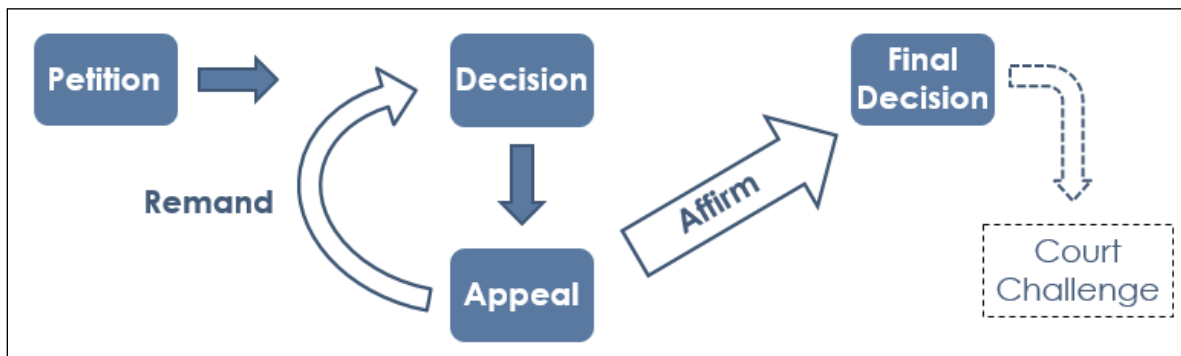 Petition
Decision
Final
Decision
Remand
Affirm
Appeal
Court
Challenge